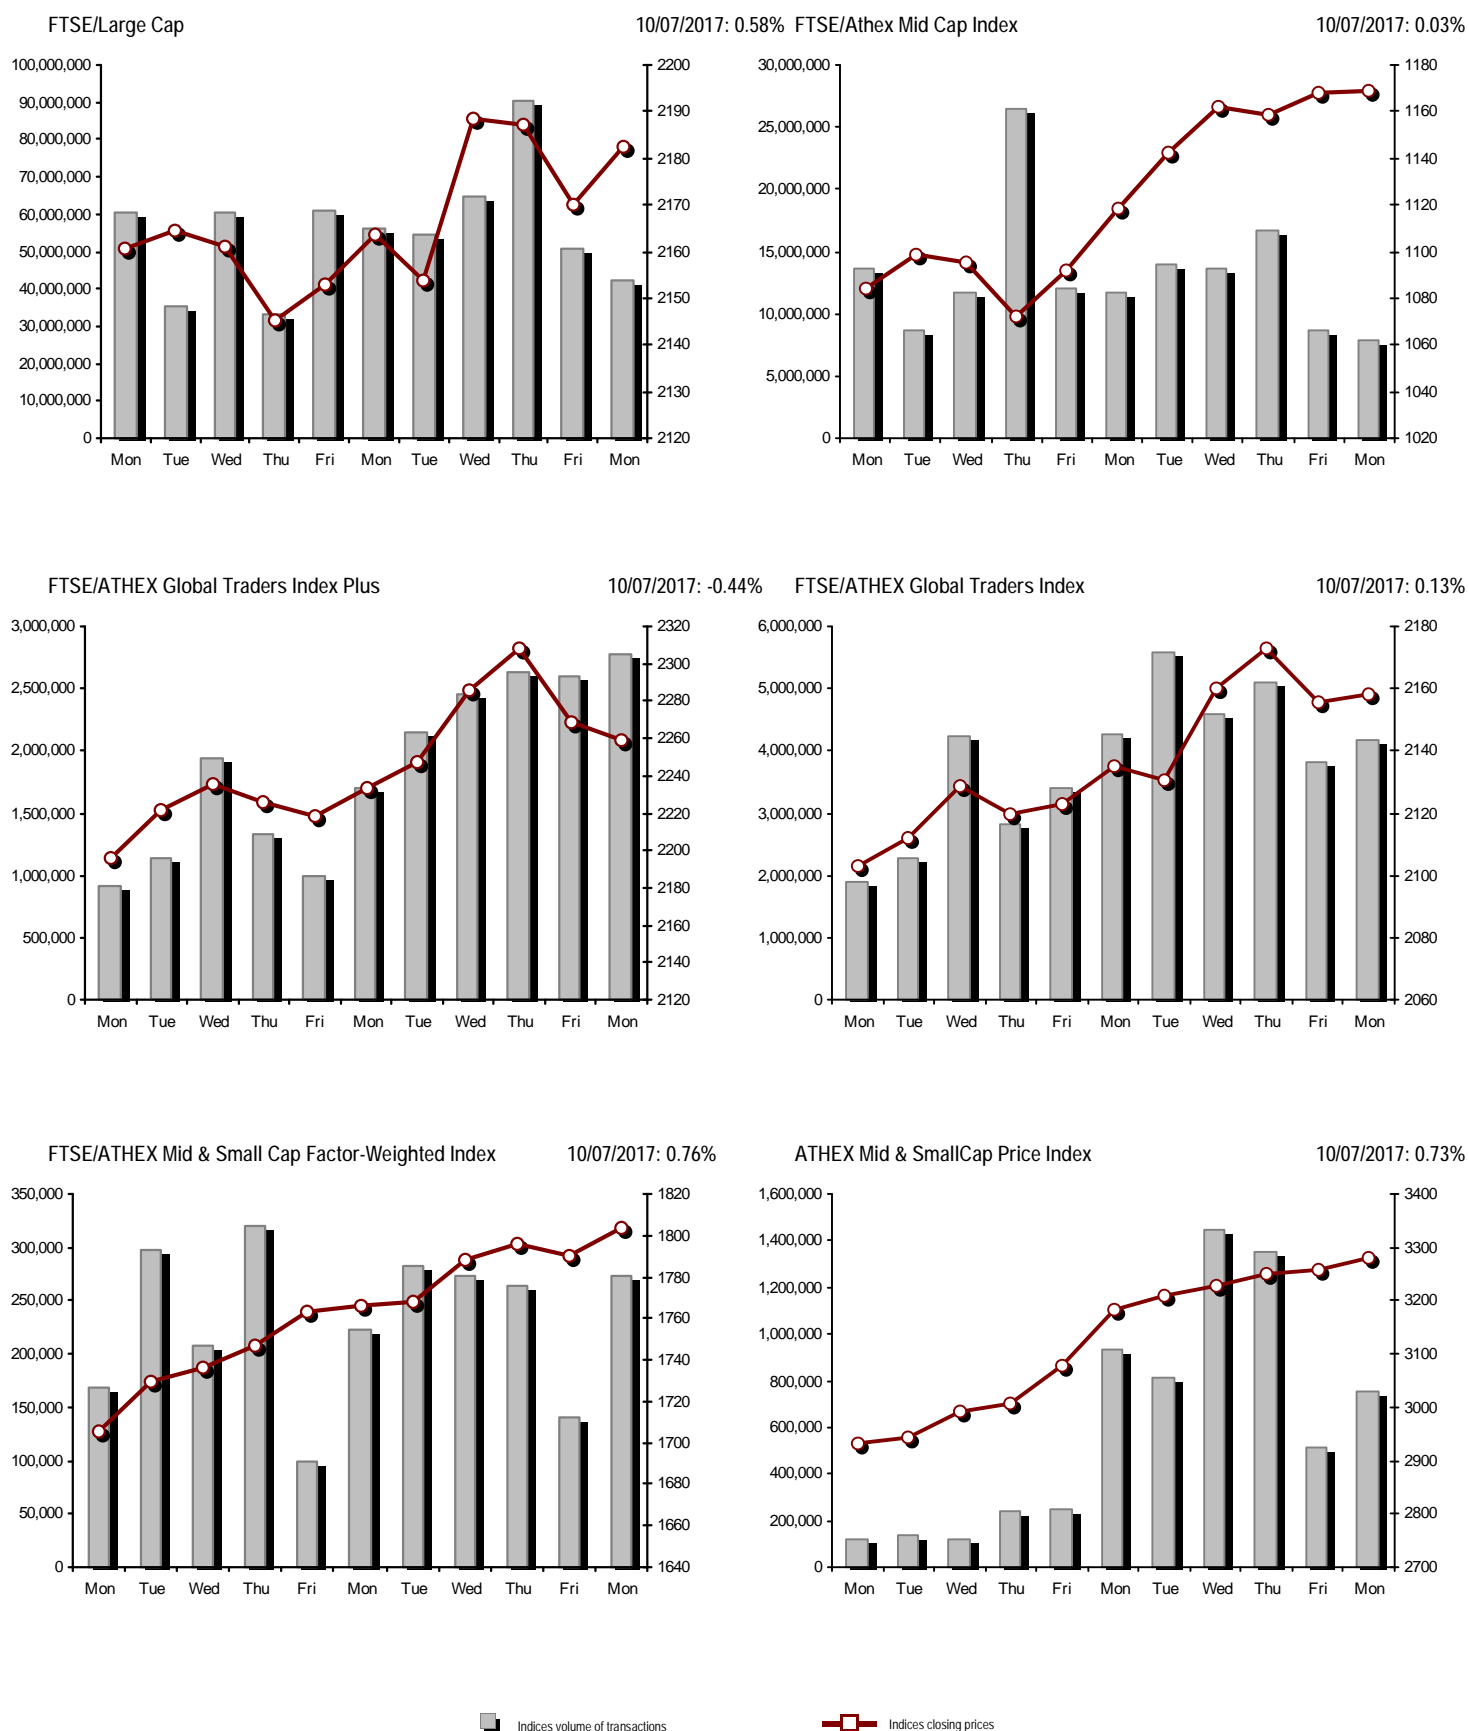 FTSE/Large Cap 10/07/2017: 0.58% FTSE/Athex Mid Cap Index 10/07/2017: 0.03%
100,000,000 2200 30,000,000 1180
90,000,000 2190 1160
80,000,000 25,000,000
2180 1140
70,000,000 20,000,000
60,000,000 2170 1120
50,000,000 2160 15,000,000 1100
40,000,000 2150 1080
30,000,000 10,000,000
2140 1060
20,000,000 5,000,000
10,000,000 2130 1040
0 2120 0 1020
Mon Tue Wed Thu Fri Mon Tue Wed Thu Fri Mon Mon Tue Wed Thu Fri Mon Tue Wed Thu Fri Mon
FTSE/ATHEX Global Traders Index Plus 10/07/2017: -0.44% FTSE/ATHEX Global Traders Index 10/07/2017: 0.13%
3,000,000 2320 6,000,000 2180
2300
2,500,000 5,000,000 2160
2280
2260
2,000,000 4,000,000 2140
2240
1,500,000 2220 3,000,000 2120
2200
1,000,000 2,000,000 2100
2180
2160
500,000 1,000,000 2080
2140
0 2120 0 2060
Mon Tue Wed Thu Fri Mon Tue Wed Thu Fri Mon Mon Tue Wed Thu Fri Mon Tue Wed Thu Fri Mon
FTSE/ATHEX Mid & Small Cap Factor-Weighted Index 10/07/2017: 0.76% ATHEX Mid & SmallCap Price Index 10/07/2017: 0.73%
350,000 1820 1,600,000 3400
1800 1,400,000
300,000 3300
1780 1,200,000
250,000 3200
1760 1,000,000
200,000 1740 3100
800,000
150,000 1720 3000
600,000
1700
100,000 400,000 2900
1680
50,000 1660 200,000 2800
0 1640 0 2700
Mon Tue Wed Thu Fri Mon Tue Wed Thu Fri Mon Mon Tue Wed Thu Fri Mon Tue Wed Thu Fri Mon
Indices volume of transactions Indices closing prices